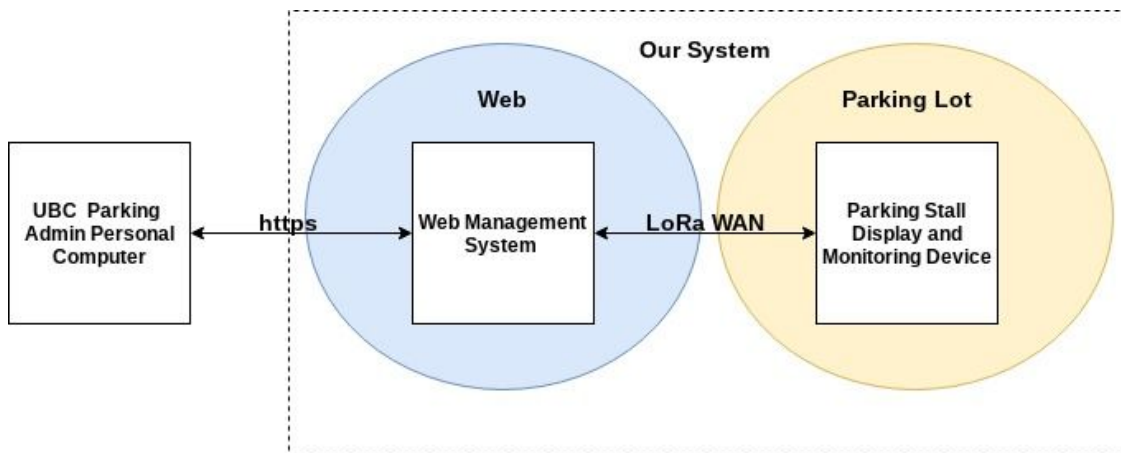 Our System
Web
Parking Lot
UBC Parking
Admin Personal
Computer
https
Web Management
System
LoRa WAN
Parking Stall
Display and
Monitoring Device